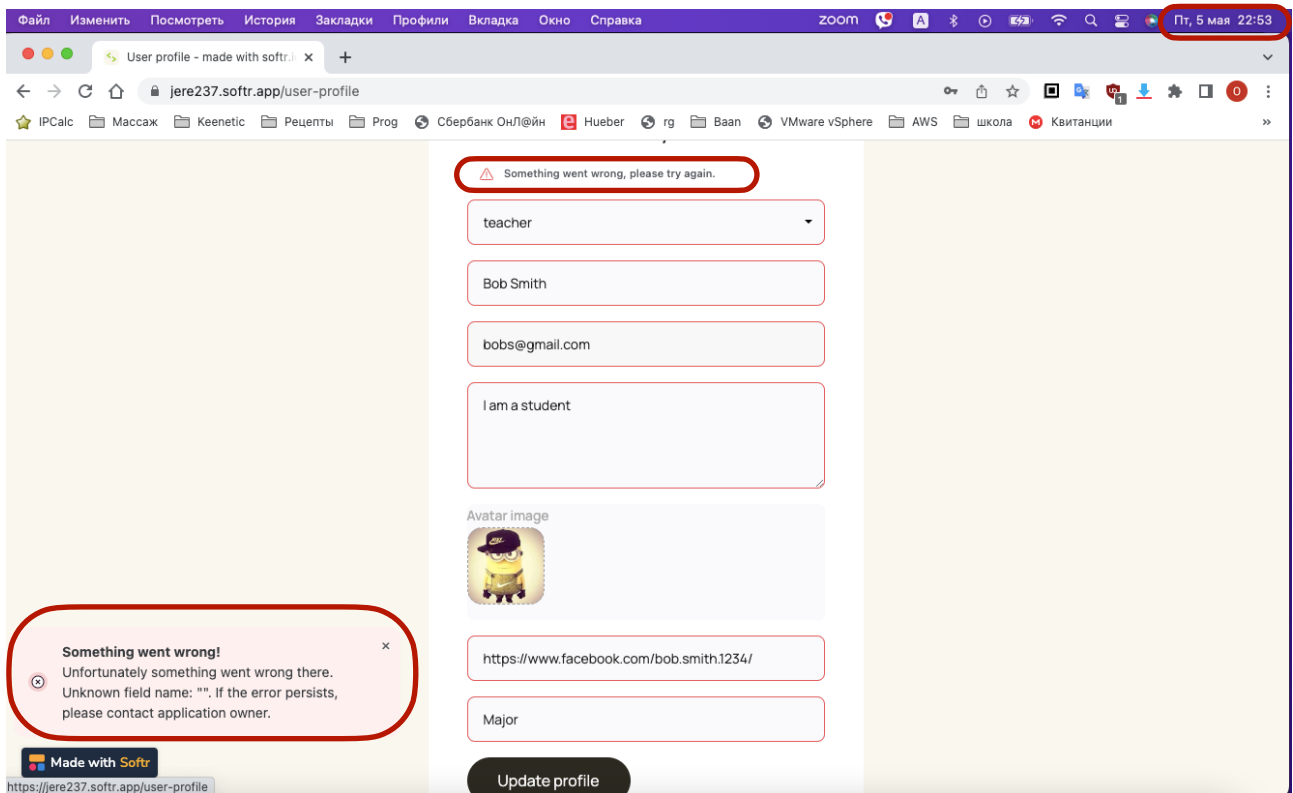 Файл Изменить Посмотреть История Закладки Профили Вкладка Окно Справка zoom A Пт, 5 мая 22:53
User profile - made with softr.i
jere237.softr.app/user-profile O
IPCalc Массаж Keenetic Рецепты Prog Сбербанк ОнЛ@йн Hueber rg Baan VMware vSphere AWS школа Квитанции
Something went wrong, please try again.
teacher
Bob Smith
bobs@gmail.com
I am a student
Avatar image
https://www.facebook.com/bob.smith.1234/
Major
Update profile
Something went wrong!
Unfortunately something went wrong there.
Unknown field name: "". If the error persists,
please contact application owner.
Made with Softr
https://jere237.softr.app/user-profile